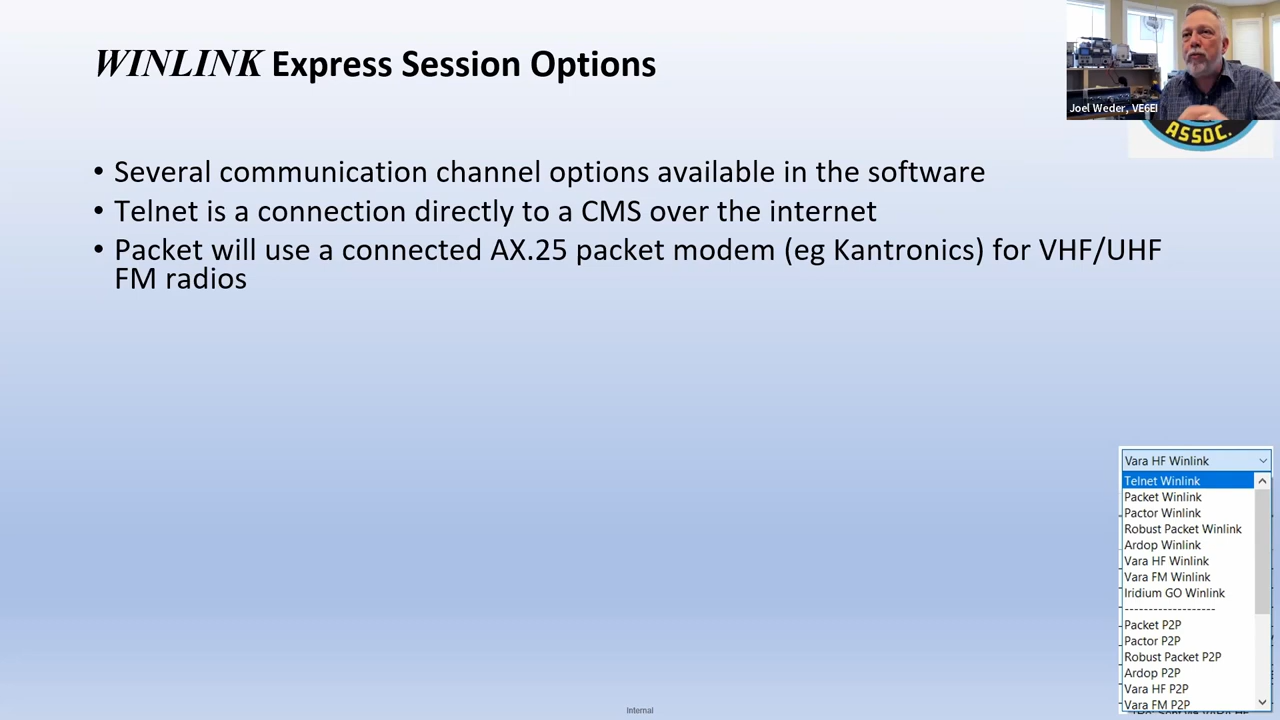 WINLINK Express Session Options
Joel Weder, VE6EI
ASSOC.
• Several communication channel options available in the software
• Telnet is a connection directly to a CMS over the internet
• Packet will use a connected AX.25 packet modem (eg Kantronics) for VHF/UHF
FM radios
Vara HF Winlink
Telnet Winlink
Packet Winlink
Pactor Winlink
Robust Packet Winlink
Ardop Winlink
Vara HF Winlink
Vara FM Winlink
Iridium GO Winlink
-------------------
Packet P2P
Pactor P2P
Robust Packet P2P
Ardop P2P
Vara HF P2P
Vara FM P2P
Internal